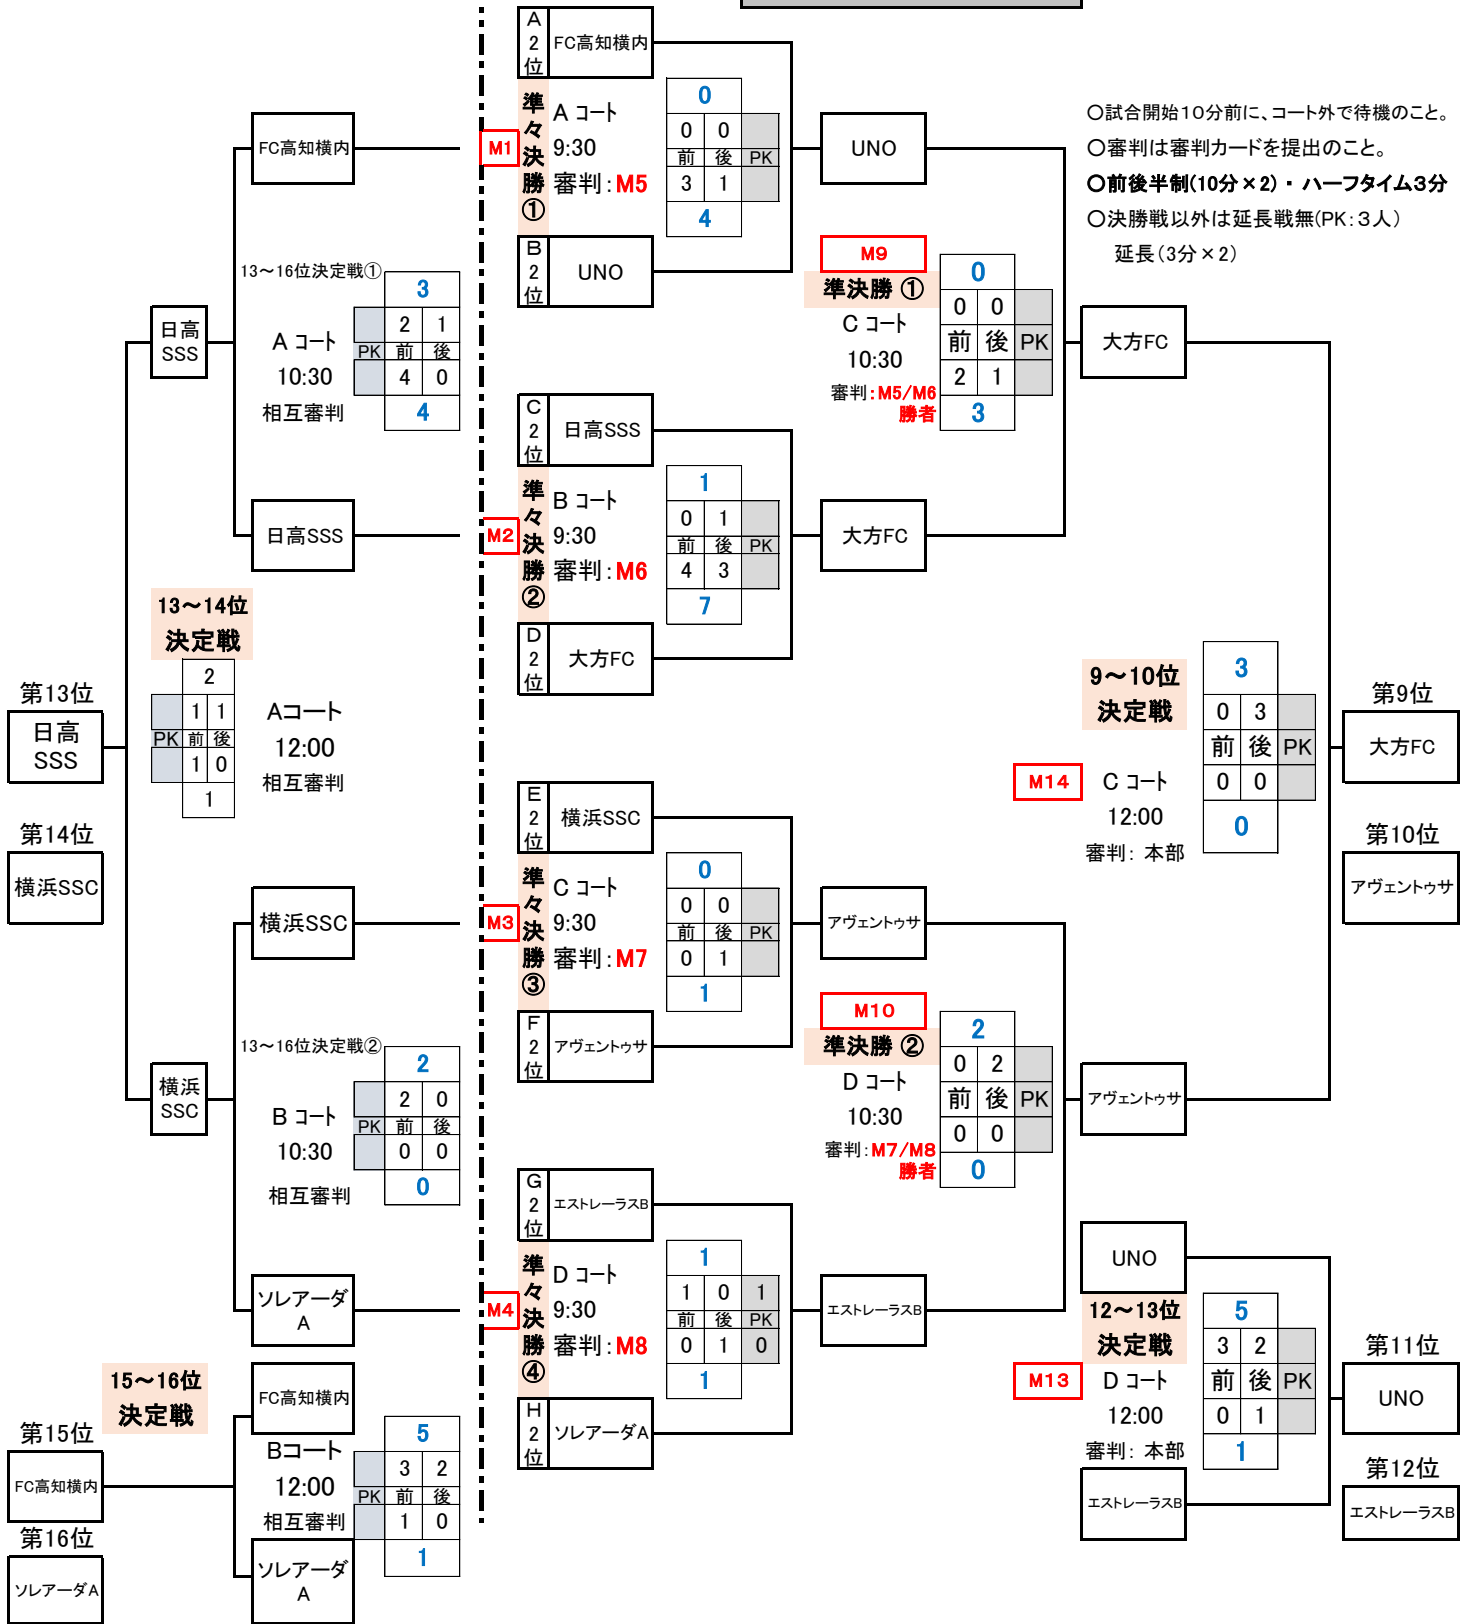 A
2
位
FC高知横内
準々決勝①
M1
A コート
9:30
審判：M5
0
0 0
前 後 PK
3 1
4
B
2
位
UNO
C
2
位
日高SSS
準々決勝②
M2
B コート
9:30
審判：M6
1
0 1
前 後 PK
4 3
7
D
2
位
大方FC
E
2
位
横浜SSC
準々決勝③
M3
C コート
9:30
審判：M7
0
0 0
前 後 PK
0 1
1
F
2
位
アヴェントゥサ
G
2
位
エストレーラスB
準々決勝④
M4
D コート
9:30
審判：M8
1
1 0 1
前 後 PK
0 1 0
1
H
2
位
ソレアーダA
○試合開始10分前に、コート外で待機のこと。
○審判は審判カードを提出のこと。
○前後半制(10分×2)・ハーフタイム3分
○決勝戦以外は延長戦無(PK：3人)
延長(3分×2)
UNO
M9
準決勝 ①
C コート
10:30
審判：M5/M6
勝者
0
0 0
前 後 PK
2 1
3
大方FC
大方FC
アヴェントゥサ
M10
準決勝 ②
D コート
10:30
審判：M7/M8
勝者
2
0 2
前 後 PK
0 0
0
エストレーラスB
アヴェントゥサ
9～10位
決定戦
M14
C コート
12:00
審判：本部
3
0 3
前 後 PK
0 0
0
第9位
大方FC
第10位
アヴェントゥサ
UNO
12～13位
決定戦
M13
D コート
12:00
審判：本部
5
3 2
前 後 PK
0 1
1
エストレーラスB
第11位
UNO
第12位
エストレーラスB
FC高知横内
13～16位決定戦①
A コート
10:30
相互審判
3
2 1
PK 前 後
4 0
4
日高SSS
日高
SSS
13～14位
決定戦
2
1 1
PK 前 後
1 0
1
Aコート
12:00
相互審判
第13位
日高
SSS
第14位
横浜SSC
横浜SSC
13～16位決定戦②
B コート
10:30
相互審判
2
2 0
PK 前 後
0 0
0
横浜
SSC
ソレアーダ
A
15～16位
決定戦
FC高知横内
Bコート
12:00
相互審判
5
3 2
PK 前 後
1 0
1
ソレアーダ
A
第15位
FC高知横内
第16位
ソレアーダA